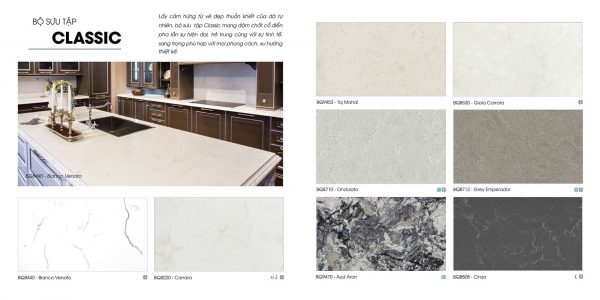 BỘ SƯU TẬP
CLASSIC
Lấy cảm hứng từ vẻ đẹp thuần khiết của đá tự
nhiên, bộ sưu tập Classic mang đậm chất cổ điển
pha lẫn sự hiện đại, trẻ trung cùng với sự tinh tế,
sang trọng phù hợp với mọi phong cách, xu hướng
thiết kế.
BQ8440 - Bianco Venato
BQ8440 - Bianco Venato
BQ8220 - Carrara
BQ9453 - Taj Mahal
BQ8530 - Gioia Carrara
BQ8710 - Ondulato
BQ8712 - Grey Emperador
BQ9470 - Azul Aran
BQ8808 - Cinza